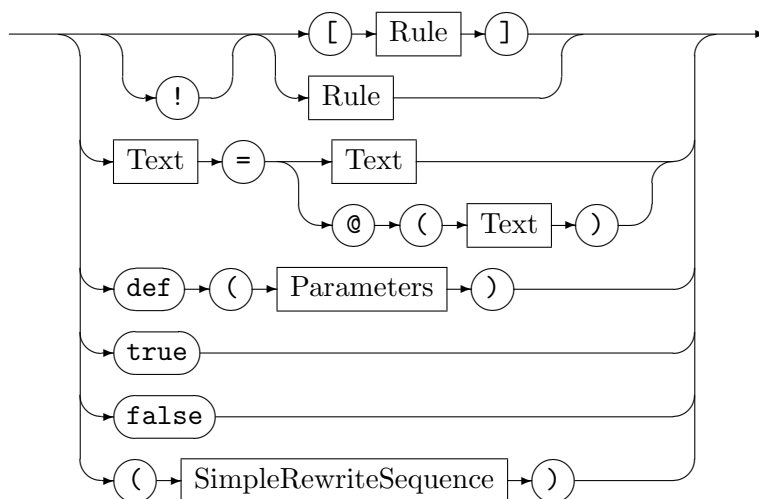 [ Rule ]
! Rule
Text = Text
@ ( Text )
def ( Parameters )
true
false
( SimpleRewriteSequence )